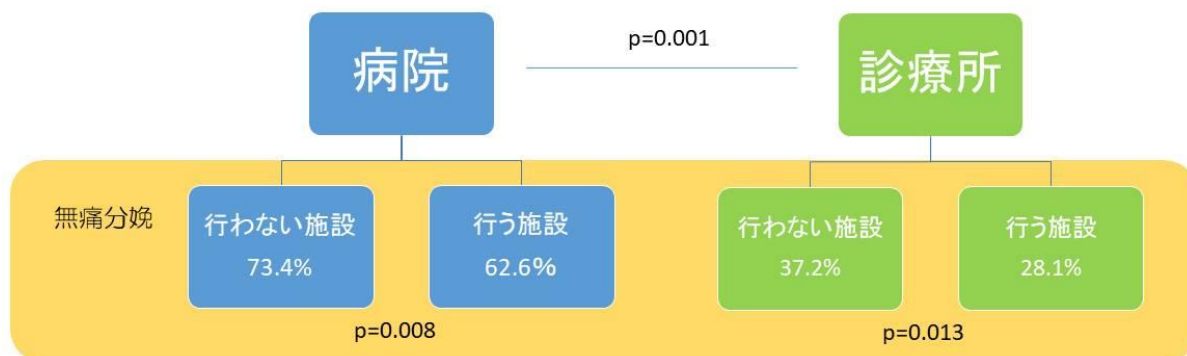 病院
p=0.001
診療所
無痛分娩
行わない施設
73.4%
行う施設
62.6%
行わない施設
37.2%
行う施設
28.1%
p=0.008
p=0.013